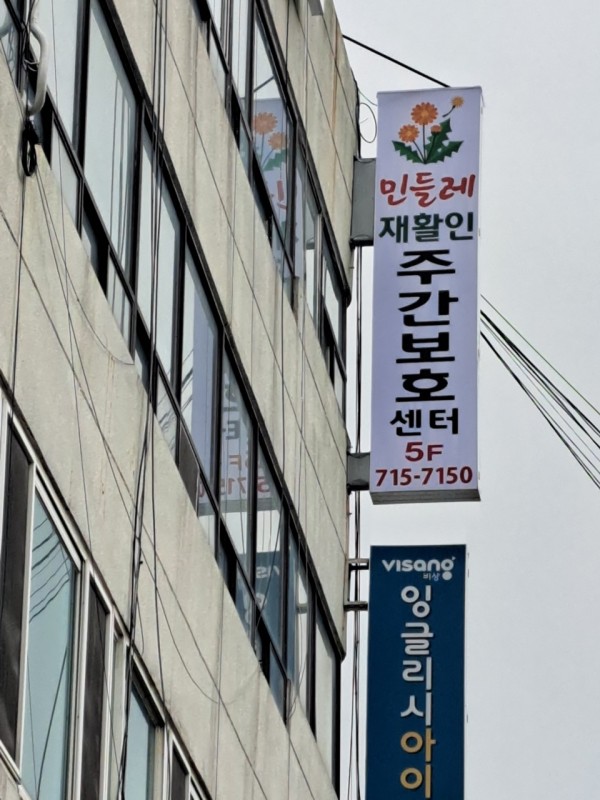 민들레
재활인
주간보호
센터
5F
715-7150
visang
비상
잉글리시아이